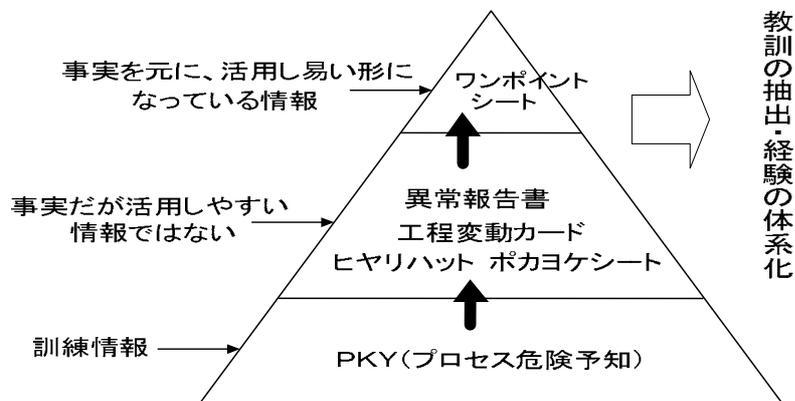 事実を元に、活用し易い形に
なっている情報
ワンポイント
シート
事実だが活用しやすい
情報ではない
異常報告書
工程変動カード
ヒヤリハット ポカヨケシート
訓練情報
PKY(プロセス危険予知)
教訓の抽出・経験の体系化